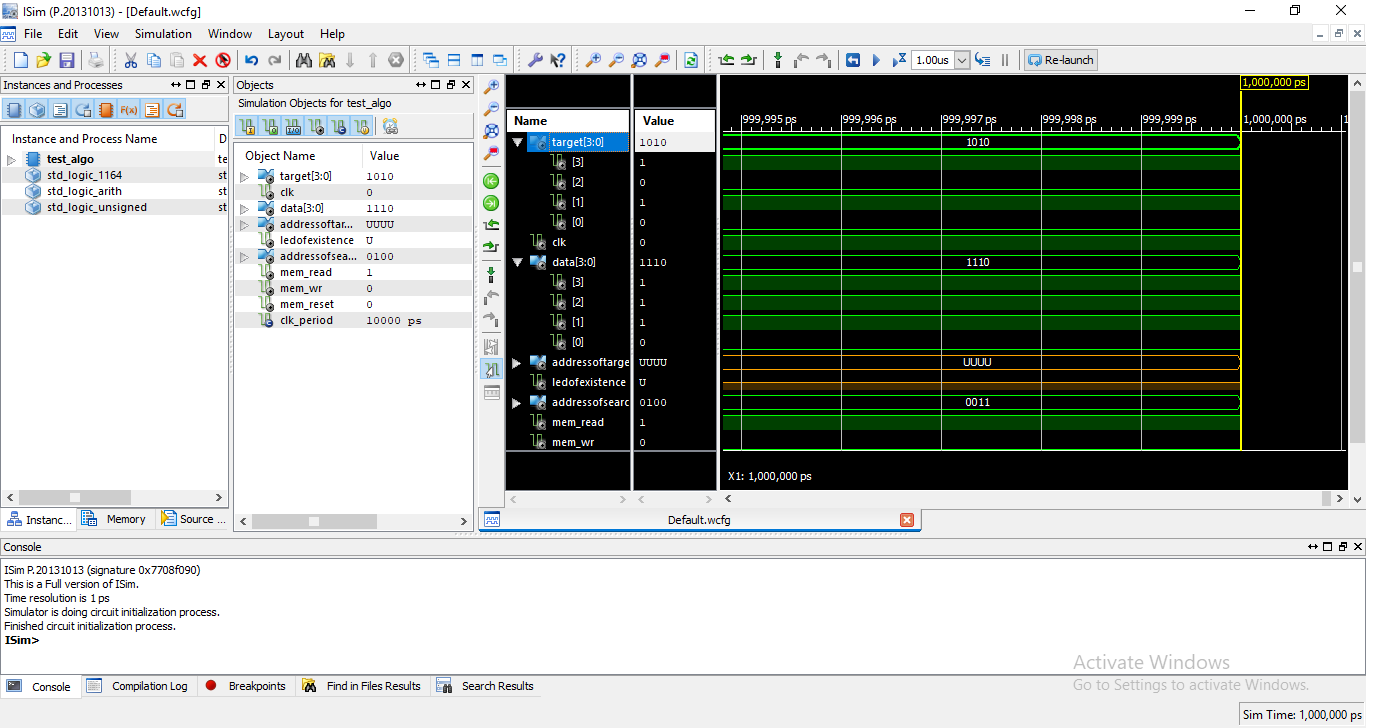 ISim (P.20131013) - [Default.wcfg]
File Edit View Simulation Window Layout Help
1.00us Re-launch
Instances and Processes
Instance and Process Name D
test_algo te
std_logic_1164 st
std_logic_arith st
std_logic_unsigned st
Instanc... Memory Source ...
Objects
Simulation Objects for test_algo
Object Name Value
target[3:0] 1010
clk 0
data[3:0] 1110
addressoftar... UUUU
ledofexistence U
addressofsea... 0100
mem_read 1
mem_wr 0
mem_reset 0
clk_period 10000 ps
Name Value
target[3:0] 1010
[3] 1
[2] 0
[1] 1
[0] 0
clk 0
data[3:0] 1110
[3] 1
[2] 1
[1] 1
[0] 0
addressoftarge UUUU
ledofexistence U
addressofsearc 0100
mem_read 1
mem_wr 0
1,000,000 ps
999,995 ps 999,996 ps 999,997 ps 999,998 ps 999,999 ps 1,000,000 ps 1
1010
1110
UUUU
0011
X1: 1,000,000 ps
Default.wcfg
Console
ISim P.20131013 (signature 0x7708f090)
This is a Full version of ISim.
Time resolution is 1 ps
Simulator is doing circuit initialization process.
Finished circuit initialization process.
ISim>
Activate Windows
Go to Settings to activate Windows.
Console Compilation Log Breakpoints Find in Files Results Search Results
Sim Time: 1,000,000 ps